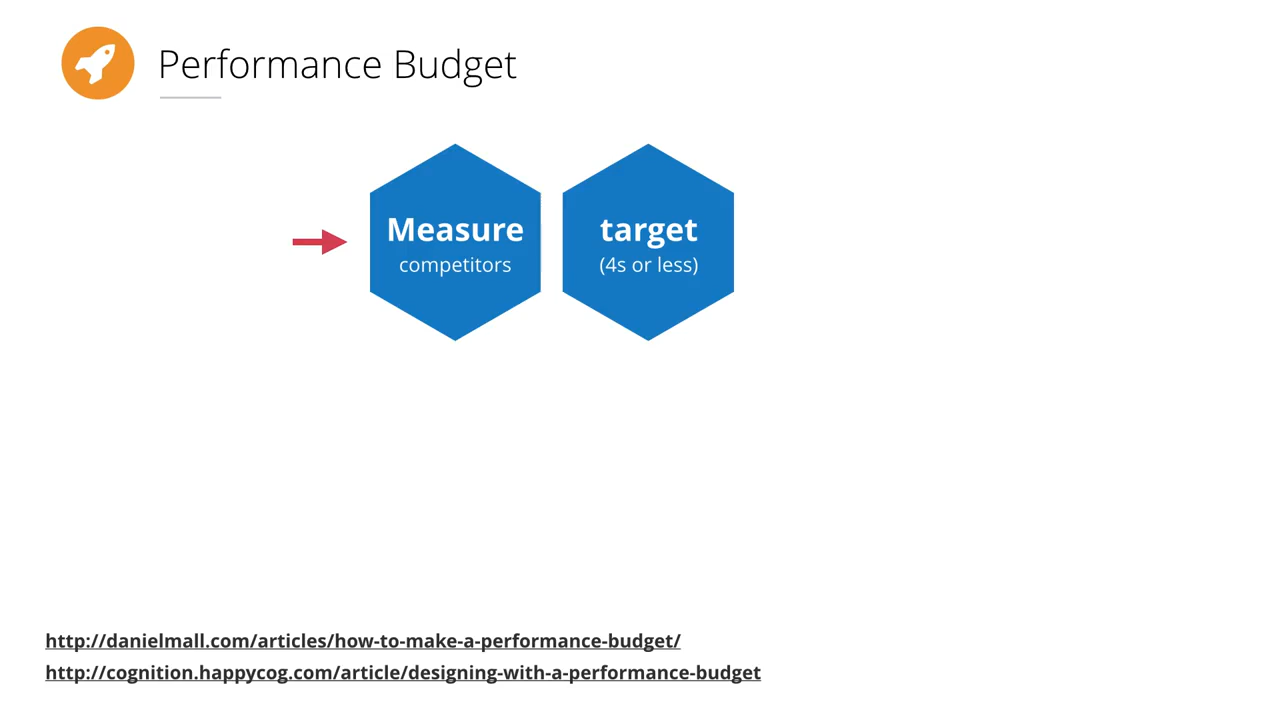 Performance Budget
Measure
competitors
target
(4s or less)
http://danielmall.com/articles/how-to-make-a-performance-budget/
http://cognition.happycog.com/article/designing-with-a-performance-budget